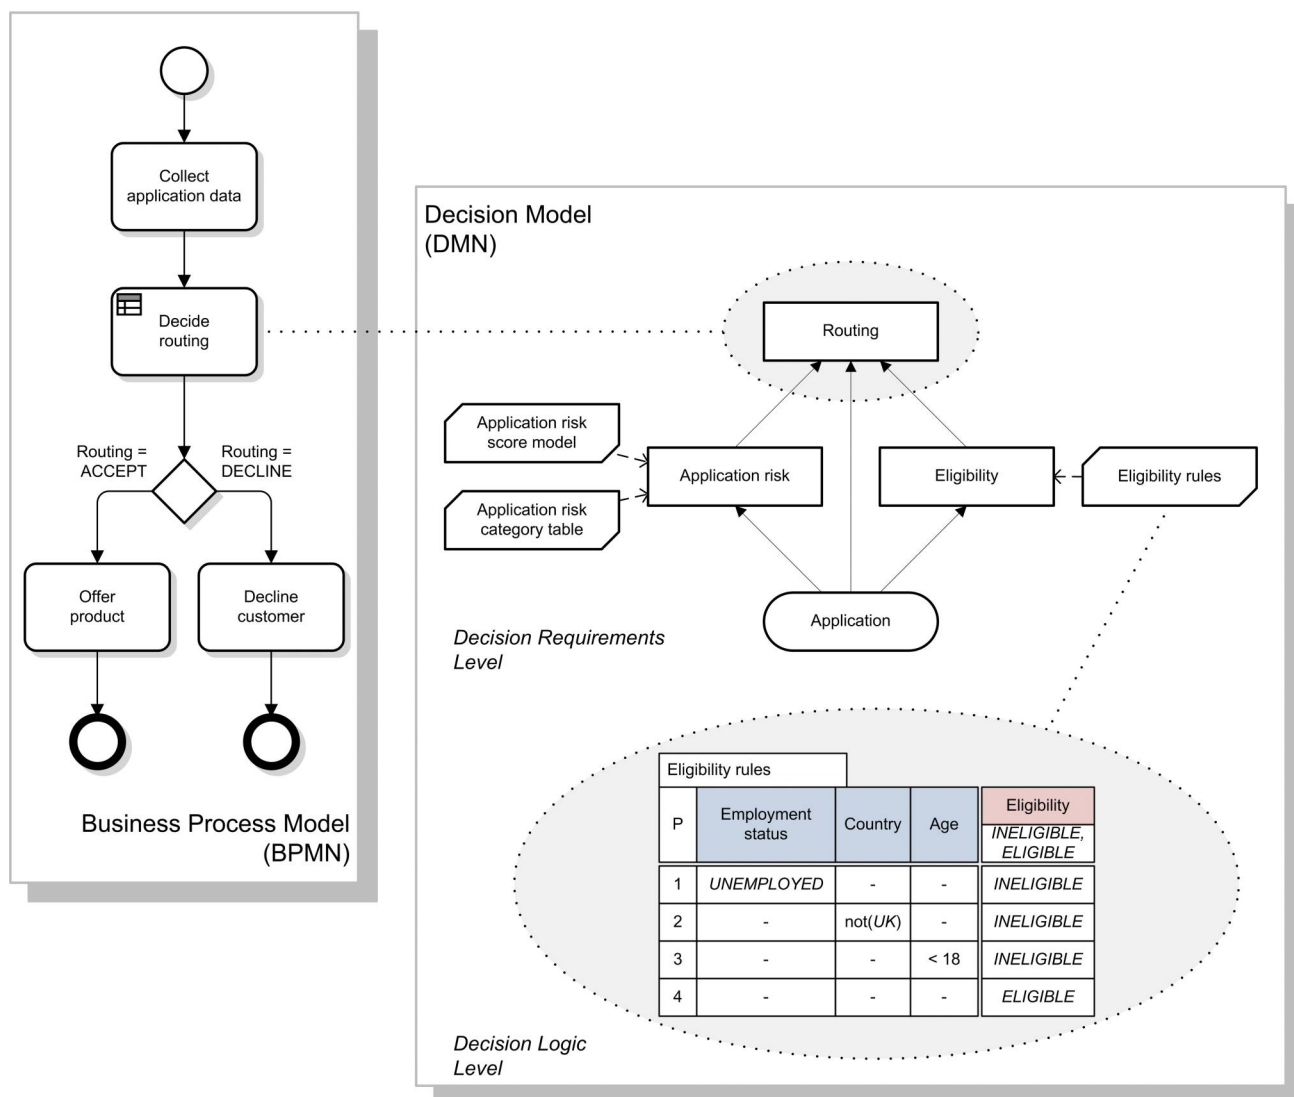 Collect
application data
Decide
routing
Routing =
ACCEPT
Routing =
DECLINE
Offer
product
Decline
customer
Business Process Model
(BPMN)
Decision Model
(DMN)
Routing
Application risk
score model
Application risk
category table
Application risk
Eligibility
Eligibility rules
Application
Decision Requirements
Level
Eligibility rules
P
Employment
status
Country
Age
Eligibility
INELIGIBLE,
ELIGIBLE
1 UNEMPLOYED - - INELIGIBLE
2 - not(UK) - INELIGIBLE
3 - - < 18 INELIGIBLE
4 - - - ELIGIBLE
Decision Logic
Level